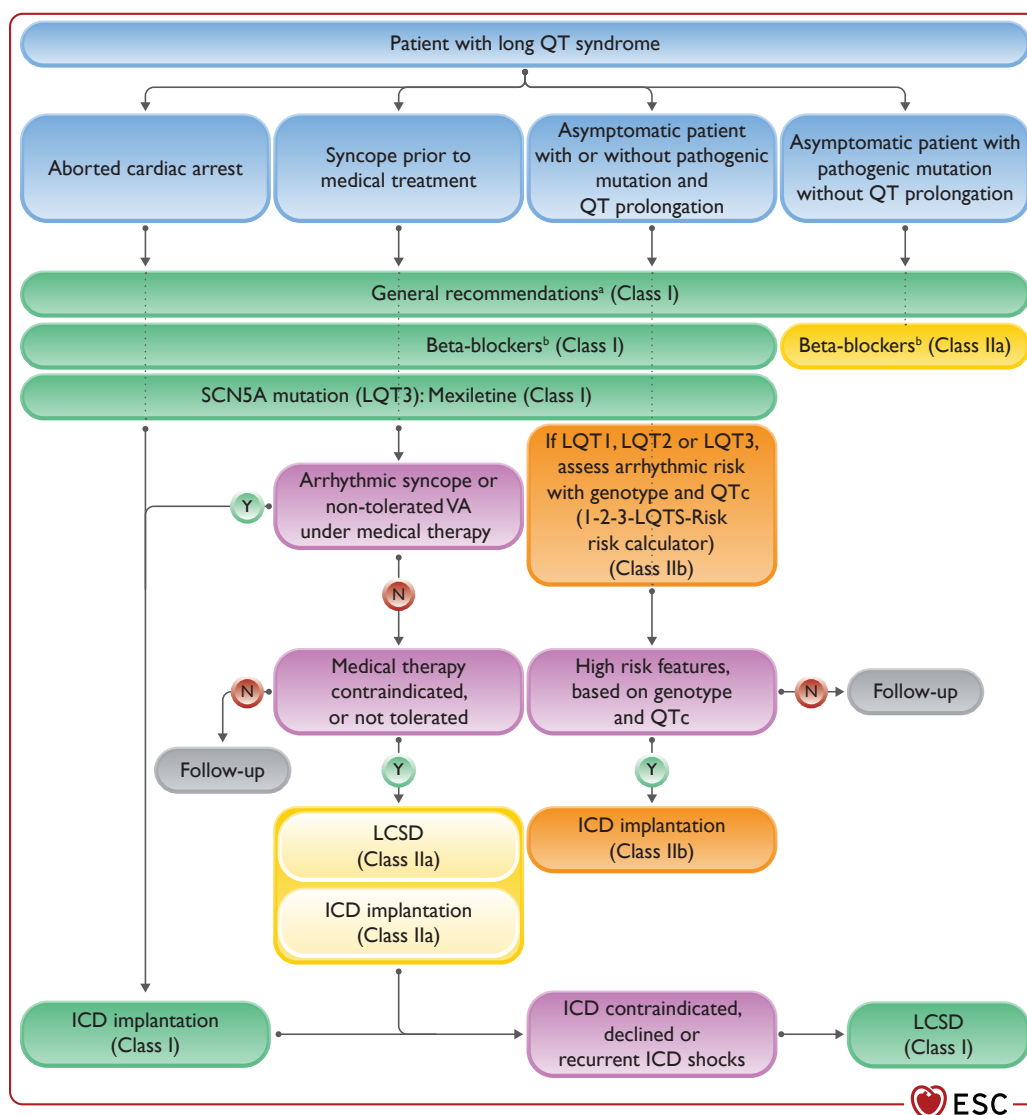 Patient with long QT syndrome
Aborted cardiac arrest
Syncope prior to
medical treatment
Asymptomatic patient
with or without pathogenic
mutation and
QT prolongation
Asymptomatic patient with
pathogenic mutation
without QT prolongation
General recommendationsᵃ (Class I)
Beta-blockersᵇ (Class I)
Beta-blockersᵇ (Class IIa)
SCN5A mutation (LQT3): Mexiletine (Class I)
Arrhythmic syncope or
non-tolerated VA
under medical therapy
If LQT1, LQT2 or LQT3,
assess arrhythmic risk
with genotype and QTc
(1-2-3-LQTS-Risk
risk calculator)
(Class IIb)
Y
N
Medical therapy
contraindicated,
or not tolerated
High risk features,
based on genotype
and QTc
N
N
Follow-up
Follow-up
Y
Y
LCSD
(Class IIa)
ICD implantation
(Class IIa)
ICD implantation
(Class IIb)
ICD implantation
(Class I)
ICD contraindicated,
declined or
recurrent ICD shocks
LCSD
(Class I)
ESC